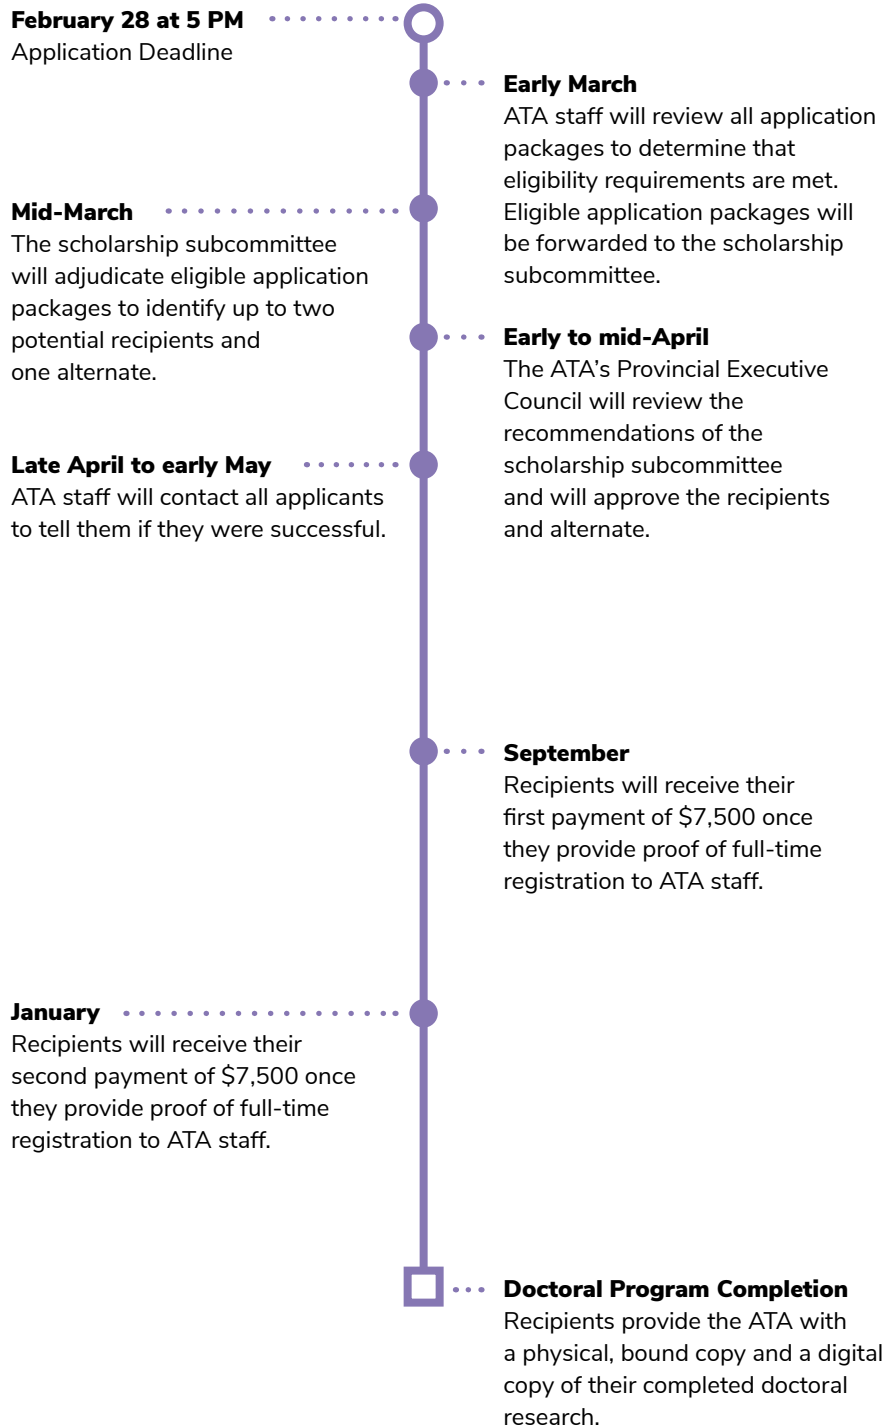 February 28 at 5 PM
Application Deadline
Early March
ATA staff will review all application
packages to determine that
eligibility requirements are met.
Eligible application packages will
be forwarded to the scholarship
subcommittee.
Mid-March
The scholarship subcommittee
will adjudicate eligible application
packages to identify up to two
potential recipients and
one alternate.
Early to mid-April
The ATA’s Provincial Executive
Council will review the
recommendations of the
scholarship subcommittee
and will approve the recipients
and alternate.
Late April to early May
ATA staff will contact all applicants
to tell them if they were successful.
September
Recipients will receive their
first payment of $7,500 once
they provide proof of full-time
registration to ATA staff.
January
Recipients will receive their
second payment of $7,500 once
they provide proof of full-time
registration to ATA staff.
Doctoral Program Completion
Recipients provide the ATA with
a physical, bound copy and a digital
copy of their completed doctoral
research.